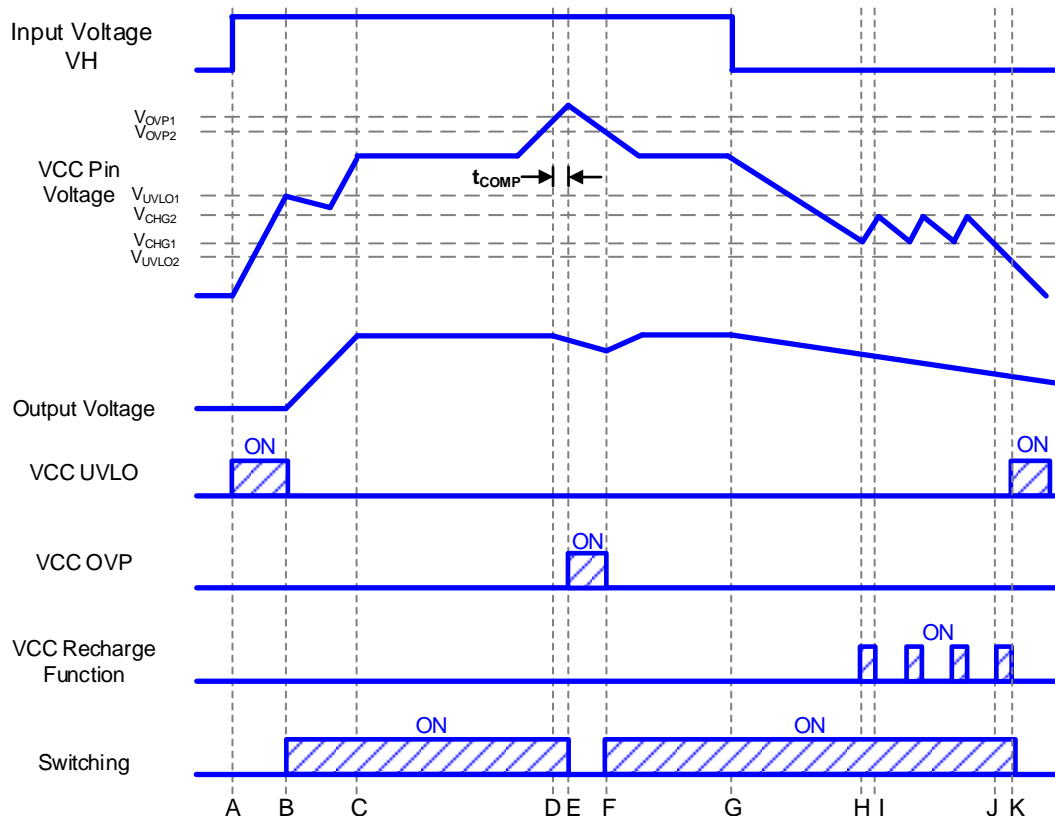 Input Voltage
VH
VOVP1
VOVP2
VCC Pin
Voltage
tCOMP
VUVLO1
VCHG2
VCHG1
VUVLO2
Output Voltage
ON
ON
VCC UVLO
ON
VCC OVP
VCC Recharge
Function
ON
ON
ON
Switching
A B C D E F G H I J K